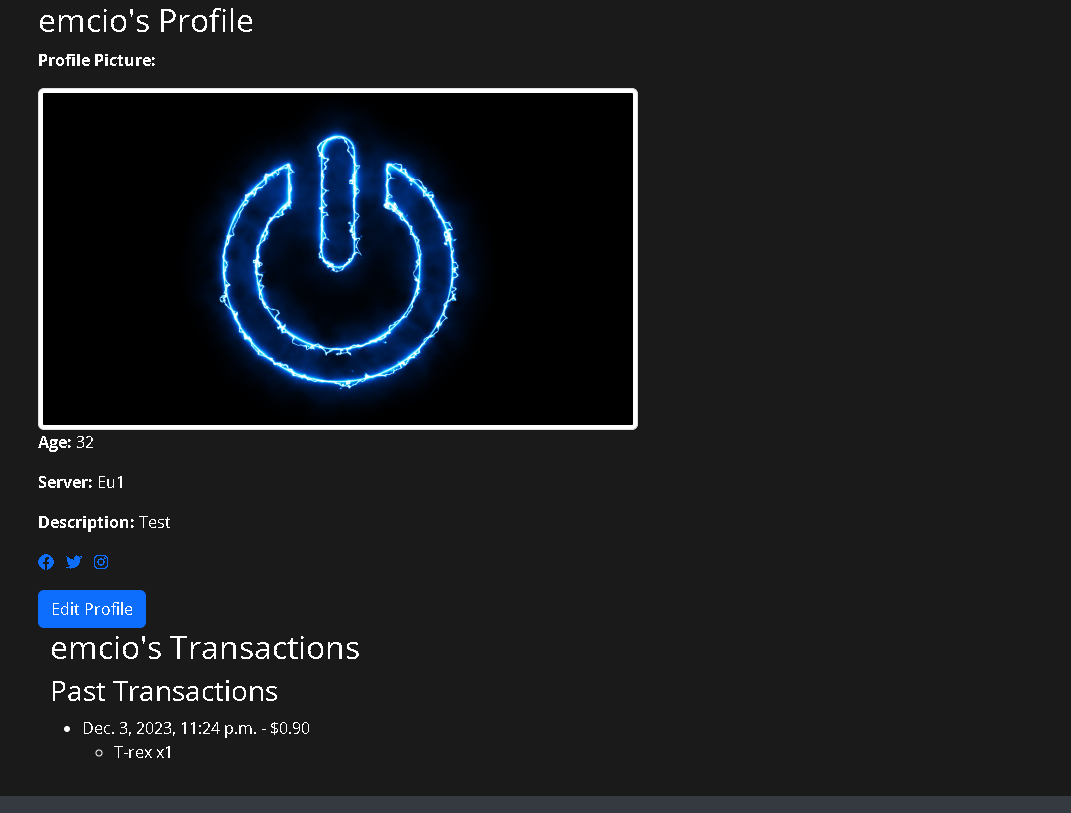 emcio's Profile
Profile Picture:
Age: 32
Server: Eu1
Description: Test
Edit Profile
emcio's Transactions
Past Transactions
Dec. 3, 2023, 11:24 p.m. - $0.90
T-rex x1